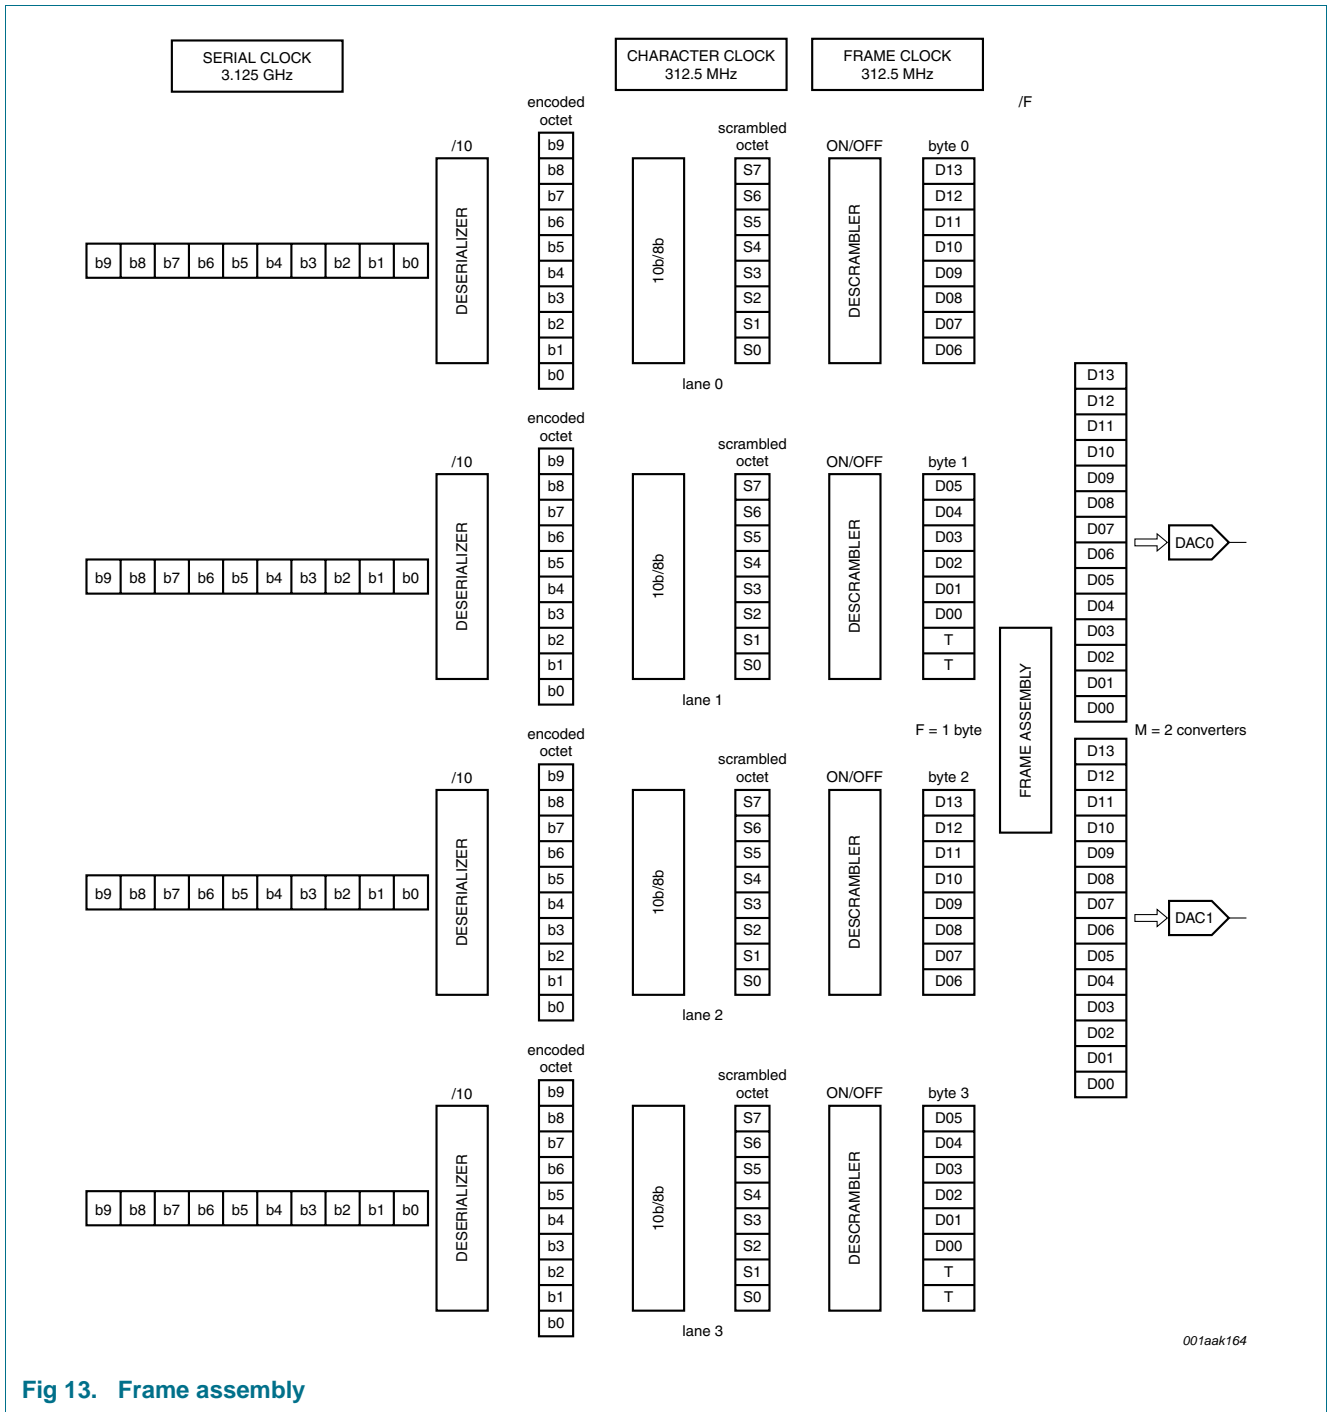 SERIAL CLOCK
3.125 GHz
CHARACTER CLOCK
312.5 MHz
FRAME CLOCK
312.5 MHz
/F
encoded
octet
/10
scrambled
octet
ON/OFF
byte 0
b9 b8 b7 b6 b5 b4 b3 b2 b1 b0
DESERIALIZER
b9
b8
b7
b6
b5
b4
b3
b2
b1
b0
10b/8b
S7
S6
S5
S4
S3
S2
S1
S0
DESCRAMBLER
D13
D12
D11
D10
D09
D08
D07
D06
lane 0
encoded
octet
/10
scrambled
octet
ON/OFF
byte 1
b9 b8 b7 b6 b5 b4 b3 b2 b1 b0
DESERIALIZER
b9
b8
b7
b6
b5
b4
b3
b2
b1
b0
10b/8b
S7
S6
S5
S4
S3
S2
S1
S0
DESCRAMBLER
D05
D04
D03
D02
D01
D00
T
T
lane 1
F = 1 byte
encoded
octet
/10
scrambled
octet
ON/OFF
byte 2
b9 b8 b7 b6 b5 b4 b3 b2 b1 b0
DESERIALIZER
b9
b8
b7
b6
b5
b4
b3
b2
b1
b0
10b/8b
S7
S6
S5
S4
S3
S2
S1
S0
DESCRAMBLER
D13
D12
D11
D10
D09
D08
D07
D06
lane 2
encoded
octet
/10
scrambled
octet
ON/OFF
byte 3
b9 b8 b7 b6 b5 b4 b3 b2 b1 b0
DESERIALIZER
b9
b8
b7
b6
b5
b4
b3
b2
b1
b0
10b/8b
S7
S6
S5
S4
S3
S2
S1
S0
DESCRAMBLER
D05
D04
D03
D02
D01
D00
T
T
lane 3
FRAME ASSEMBLY
D13
D12
D11
D10
D09
D08
D07
D06
D05
D04
D03
D02
D01
D00
DAC0
M = 2 converters
D13
D12
D11
D10
D09
D08
D07
D06
D05
D04
D03
D02
D01
D00
DAC1
001aak164
Fig 13. Frame assembly